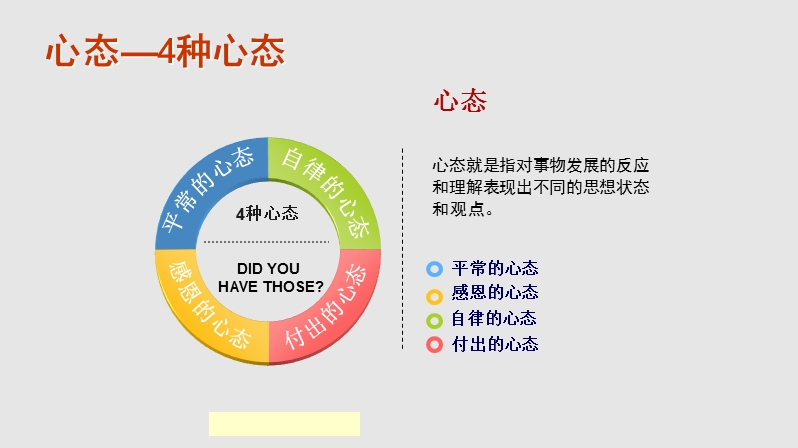 心态—4种心态
平常的心态
自律的心态
感恩的心态
付出的心态
4种心态
DID YOU
HAVE THOSE?
心态
心态就是指对事物发展的反应
和理解表现出不同的思想状态
和观点。
平常的心态
感恩的心态
自律的心态
付出的心态